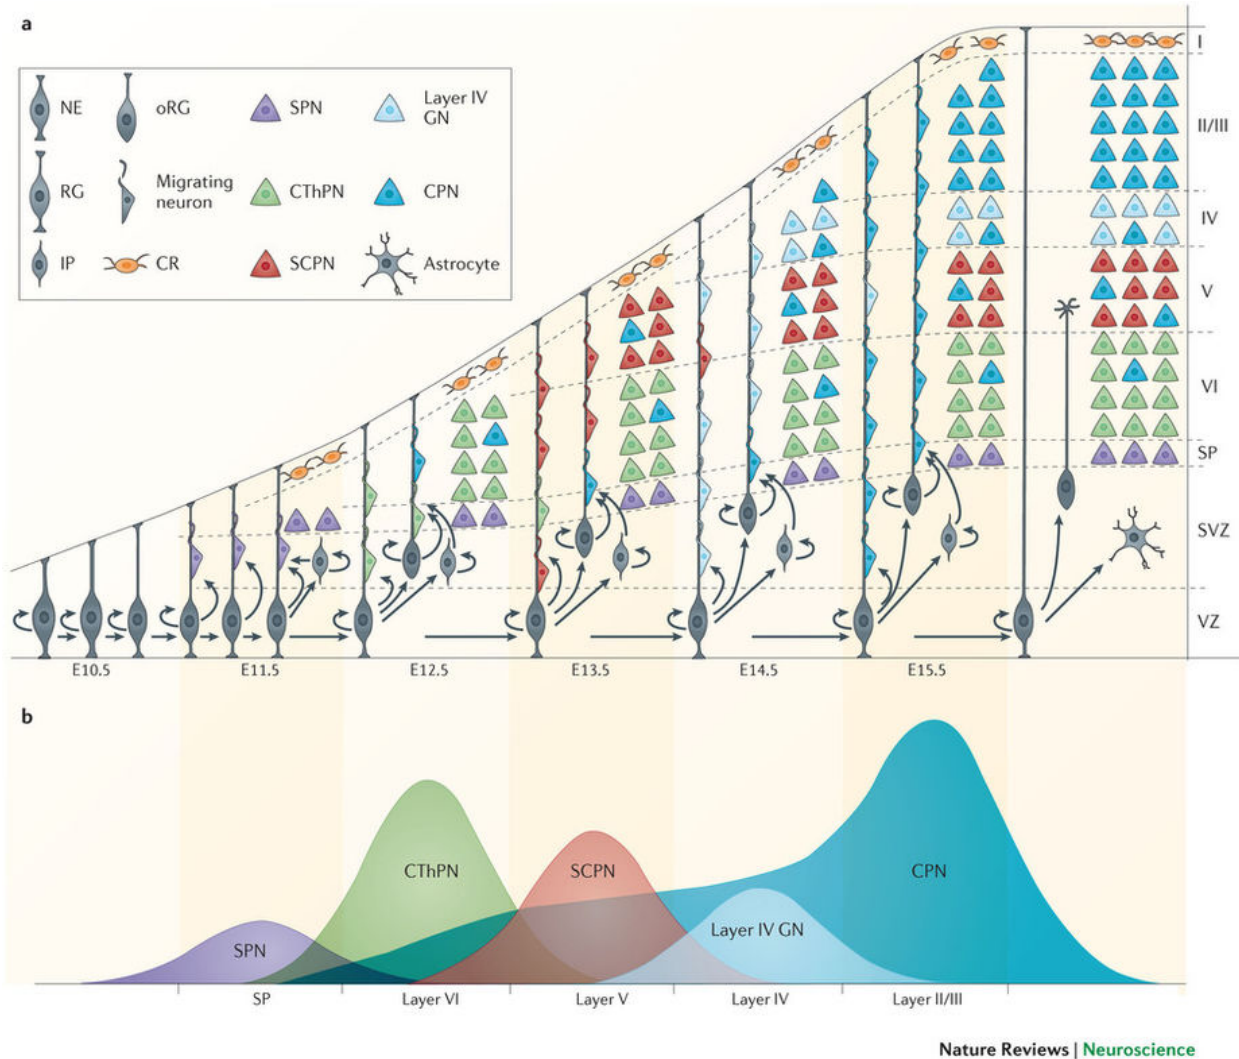 a
NE
oRG
SPN
Layer IV
GN
RG
Migrating
neuron
CThPN
CPN
IP
CR
SCPN
Astrocyte
I
II/III
IV
V
VI
SP
SVZ
VZ
E10.5
E11.5
E12.5
E13.5
E14.5
E15.5
b
SPN
CThPN
SCPN
Layer IV GN
CPN
SP
Layer VI
Layer V
Layer IV
Layer II/III
Nature Reviews | Neuroscience